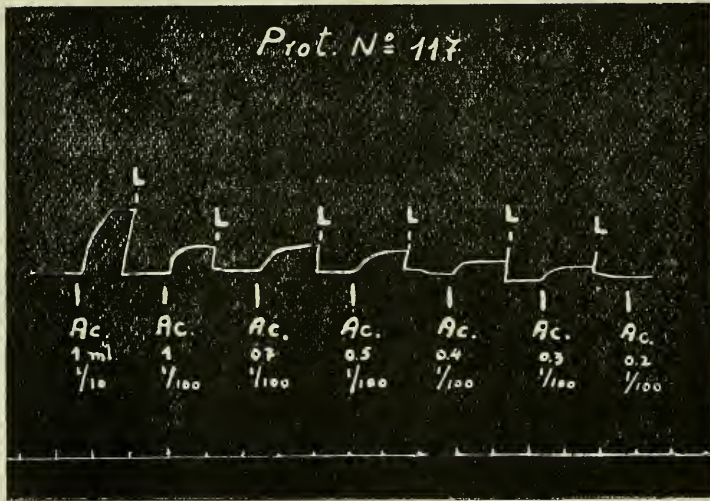 Prot. Nº 117
L L L L L L
Ac. Ac. Ac. Ac. Ac. Ac. Ac.
1 ml 1 0.7 0.5 0.4 0.3 0.2
1/10 1/100 1/100 1/100 1/100 1/100 1/100